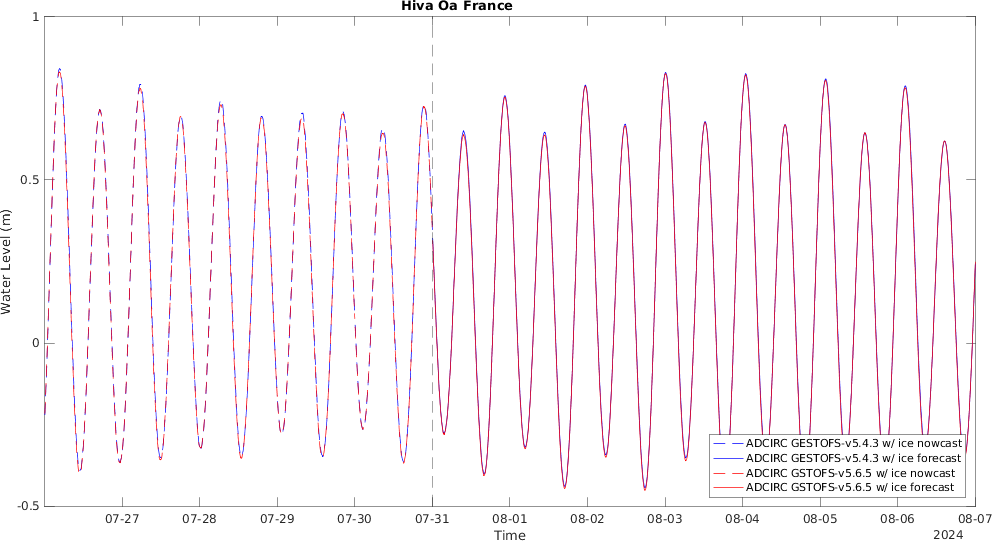 Hiva Oa France
1
0.5
0
-0.5
Water Level (m)
ADCIRC GESTOFS-v5.4.3 w/ ice nowcast
ADCIRC GESTOFS-v5.4.3 w/ ice forecast
ADCIRC GSTOFS-v5.6.5 w/ ice nowcast
ADCIRC GSTOFS-v5.6.5 w/ ice forecast
07-27 07-28 07-29 07-30 07-31 08-01 08-02 08-03 08-04 08-05 08-06 08-07
Time
2024